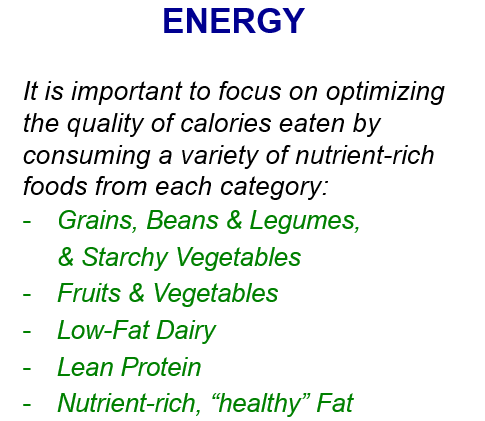 ENERGY
It is important to focus on optimizing
the quality of calories eaten by
consuming a variety of nutrient-rich
foods from each category:
- Grains, Beans & Legumes,
& Starchy Vegetables
- Fruits & Vegetables
- Low-Fat Dairy
- Lean Protein
- Nutrient-rich, “healthy” Fat